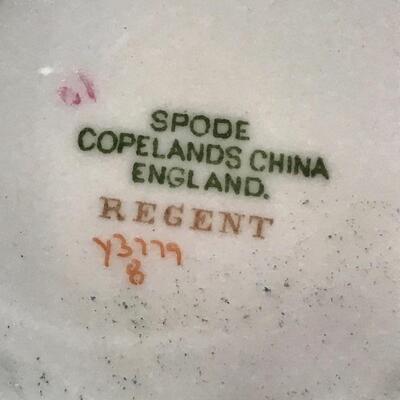 SPODE
COPELANDS CHINA
ENGLAND.
REGENT
Y3779
8